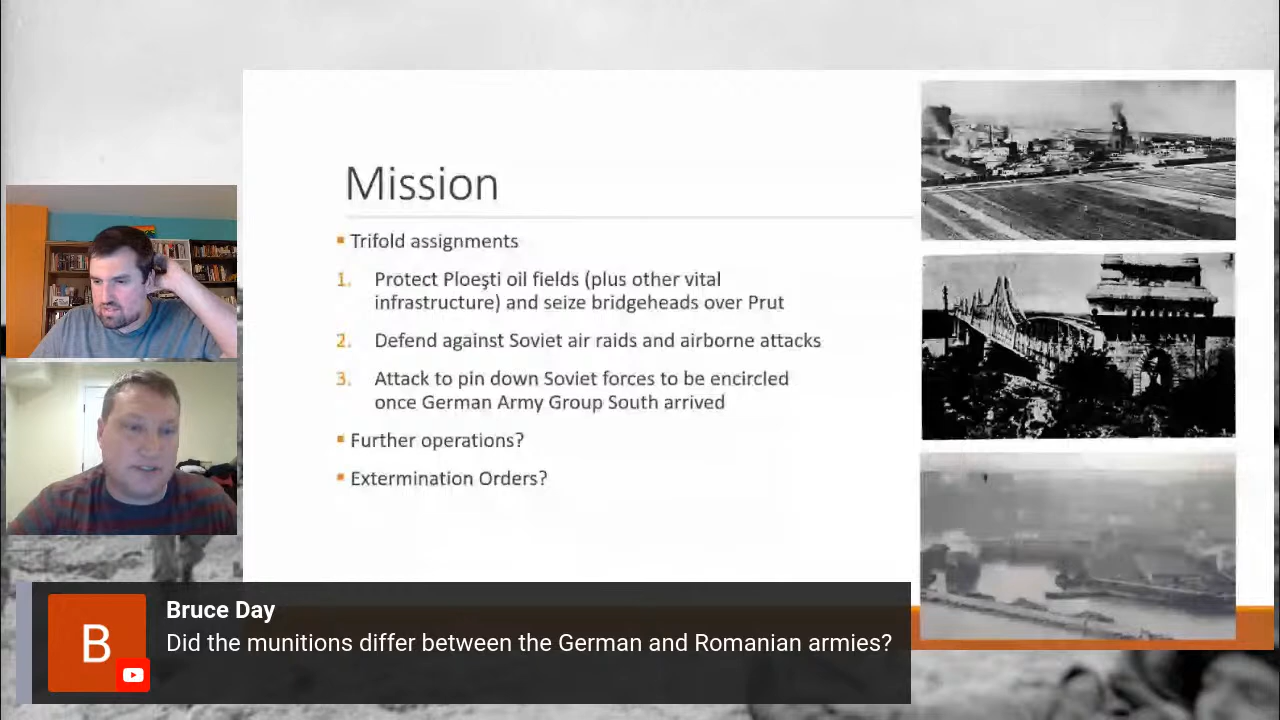 Mission
▪ Trifold assignments
1. Protect Ploeşti oil fields (plus other vital
infrastructure) and seize bridgeheads over Prut
2. Defend against Soviet air raids and airborne attacks
3. Attack to pin down Soviet forces to be encircled
once German Army Group South arrived
▪ Further operations?
▪ Extermination Orders?
B
Bruce Day
Did the munitions differ between the German and Romanian armies?